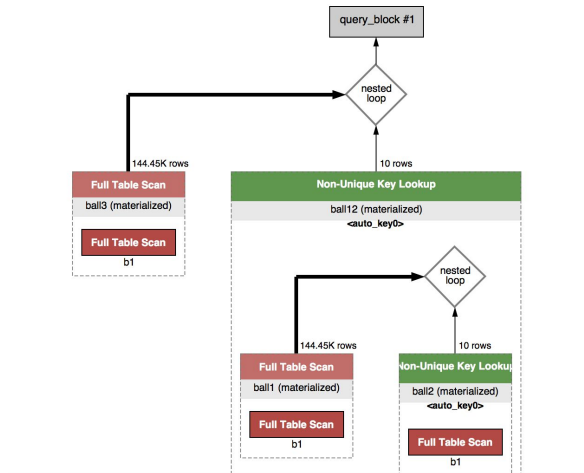 query_block #1
nested
loop
144.45K rows
10 rows
Full Table Scan
Non-Unique Key Lookup
ball3 (materialized)
ball12 (materialized)
<auto_key0>
Full Table Scan
b1
nested
loop
144.45K rows
10 rows
Full Table Scan
Non-Unique Key Lookup
ball1 (materialized)
ball2 (materialized)
<auto_key0>
Full Table Scan
b1
Full Table Scan
b1